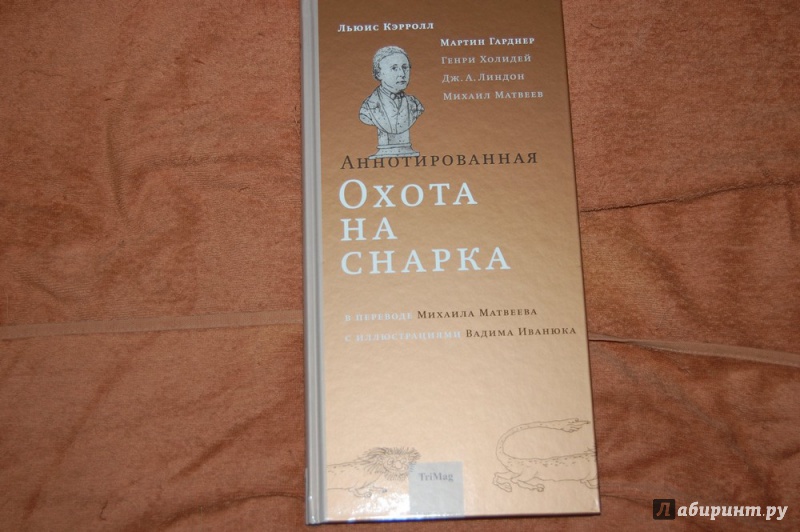 Льюис Кэрролл
Мартин Гарднер
Генри Холидей
Дж. А. Линдон
Михаил Матвеев
Аннотированная
Охота
на
снарка
в переводе Михаила Матвеева
с иллюстрациями Вадима Иванюка
TriMag
Лабиринт.ру